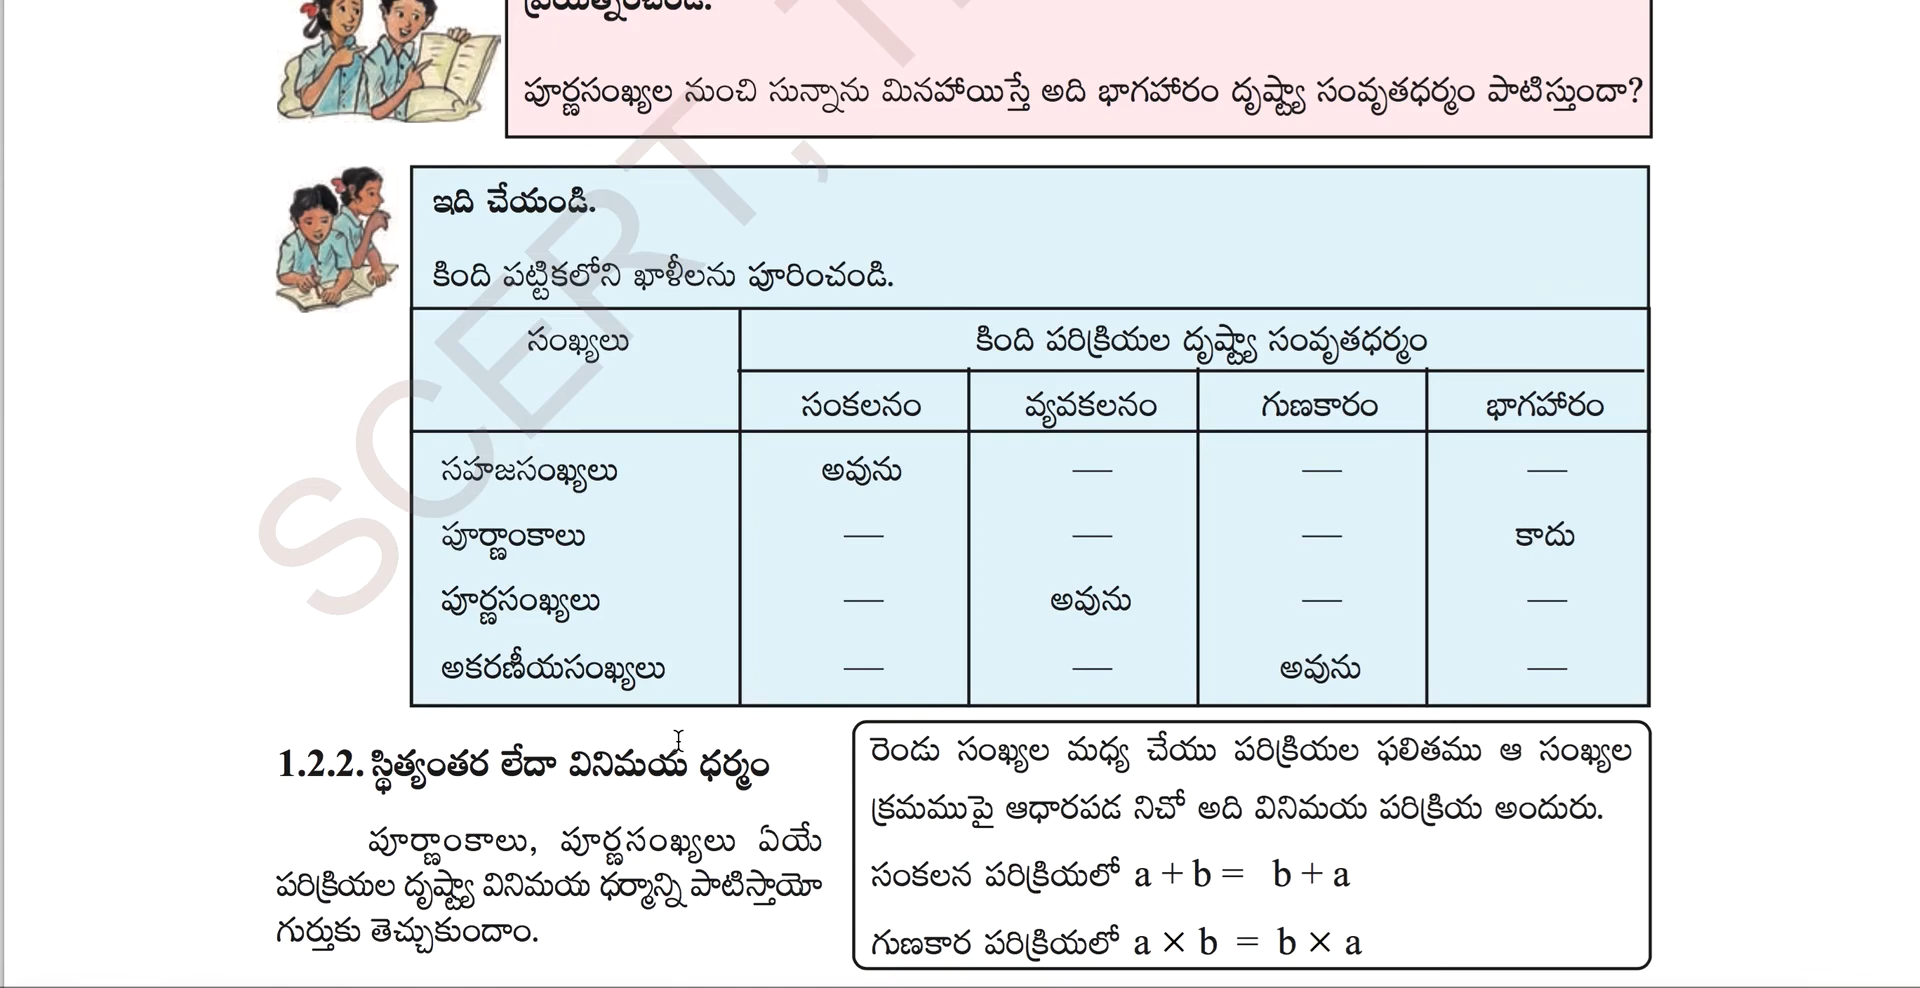 ప్రయత్నించండి.
పూర్ణసంఖ్యల నుంచి సున్నాను మినహాయిస్తే అది భాగహారం దృష్ట్యా సంవృతధర్మం పాటిస్తుందా?
ఇది చేయండి.
కింది పట్టికలోని ఖాళీలను పూరించండి.
సంఖ్యలు కింది పరిక్రియల దృష్ట్యా సంవృతధర్మం
సంకలనం వ్యవకలనం గుణకారం భాగహారం
సహజసంఖ్యలు అవును — — —
పూర్ణాంకాలు — — — కాదు
పూర్ణసంఖ్యలు — అవును — —
అకరణీయసంఖ్యలు — — అవును —
1.2.2. స్థిత్యంతర లేదా వినిమయ ధర్మం
పూర్ణాంకాలు, పూర్ణసంఖ్యలు ఏయే
పరిక్రియల దృష్ట్యా వినిమయ ధర్మాన్ని పాటిస్తాయో
గుర్తుకు తెచ్చుకుందాం.
రెండు సంఖ్యల మధ్య చేయు పరిక్రియల ఫలితము ఆ సంఖ్యల
క్రమముపై ఆధారపడ నిచో అది వినిమయ పరిక్రియ అందురు.
సంకలన పరిక్రియలో a + b = b + a
గుణకార పరిక్రియలో a × b = b × a
SCERT, T